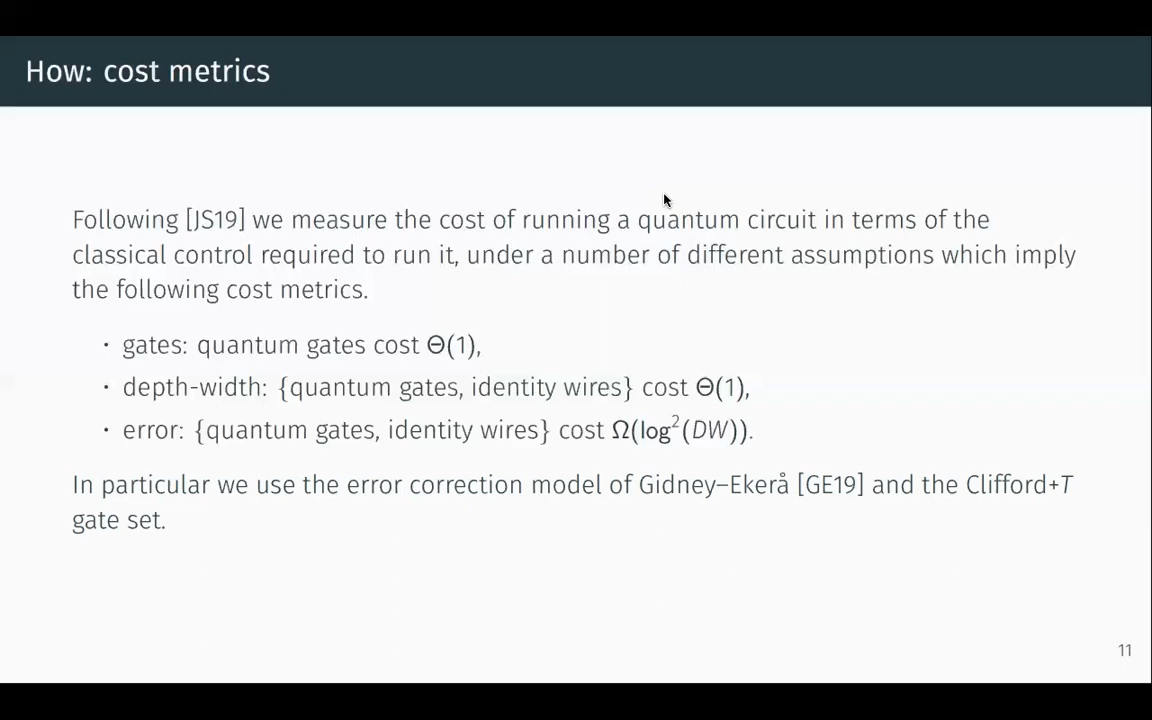 How: cost metrics
Following [JS19] we measure the cost of running a quantum circuit in terms of the
classical control required to run it, under a number of different assumptions which imply
the following cost metrics.
• gates: quantum gates cost Θ(1),
• depth-width: {quantum gates, identity wires} cost Θ(1),
• error: {quantum gates, identity wires} cost Ω(log²(DW)).
In particular we use the error correction model of Gidney–Ekerå [GE19] and the Clifford+T
gate set.
11